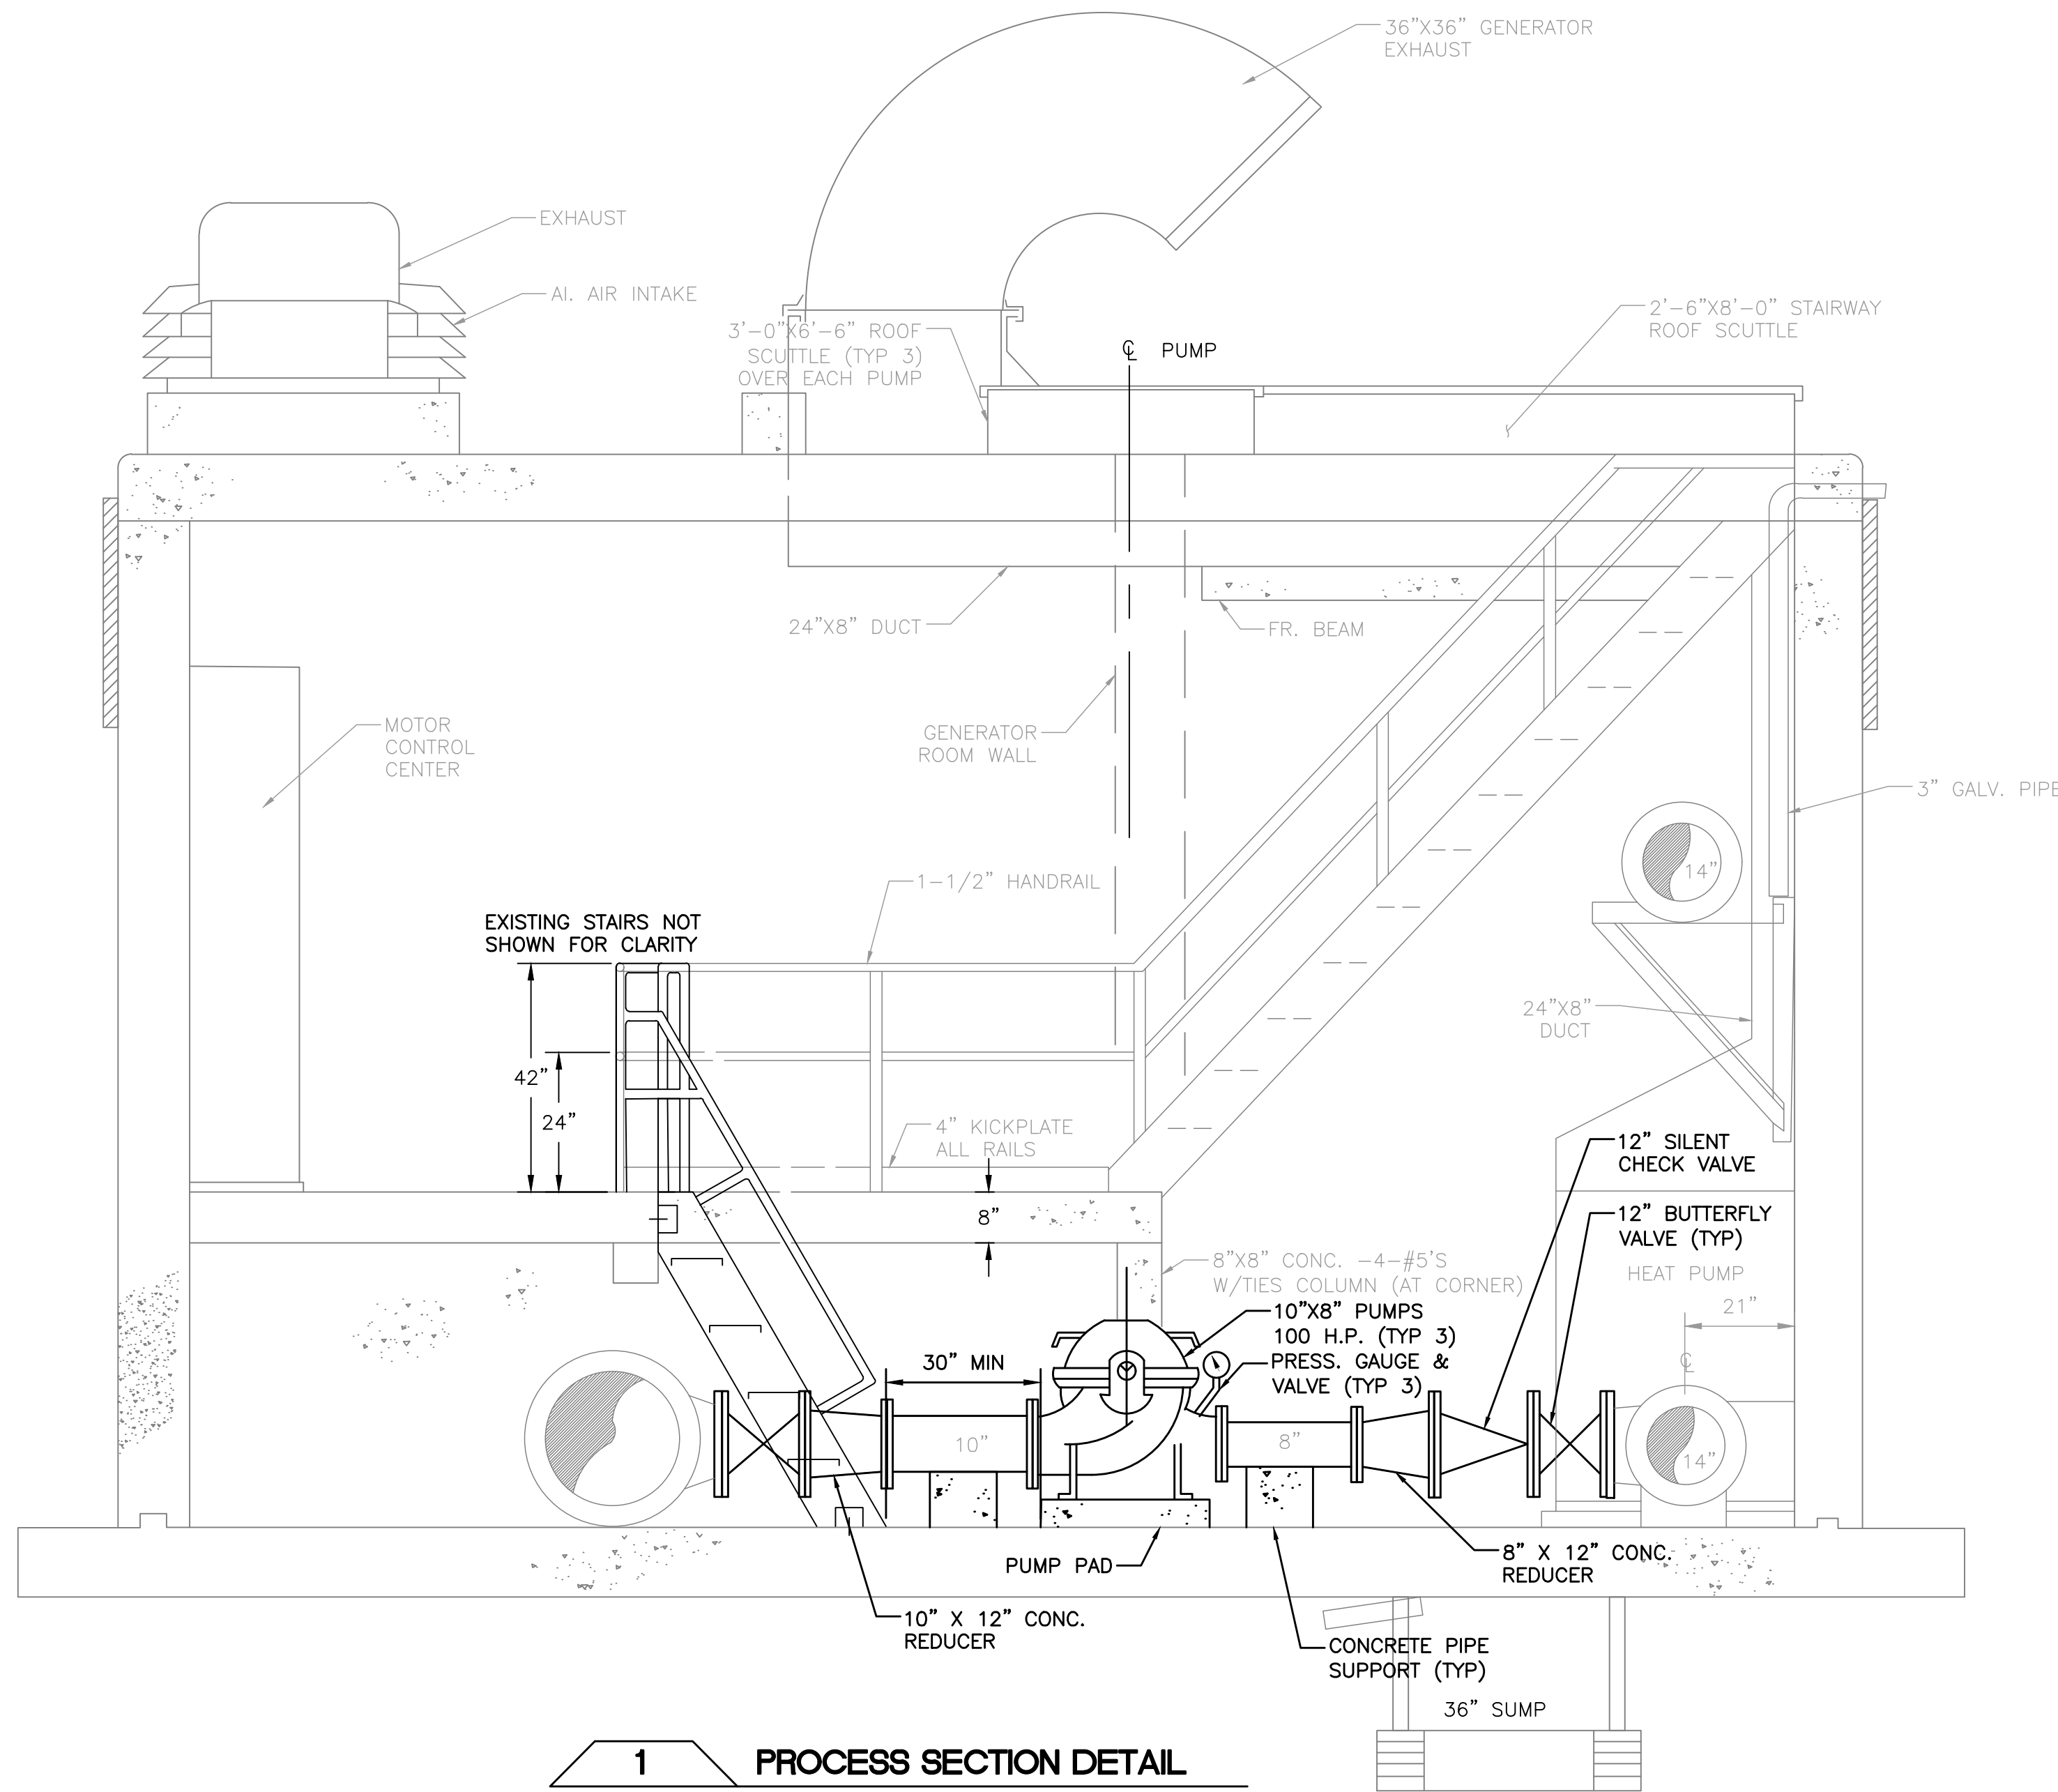 36"X36" GENERATOR
EXHAUST
EXHAUST
AI. AIR INTAKE
3'-0"X6'-6" ROOF
SCUTTLE (TYP 3)
OVER EACH PUMP
℄ PUMP
2'-6"X8'-0" STAIRWAY
ROOF SCUTTLE
24"X8" DUCT
FR. BEAM
MOTOR
CONTROL
CENTER
GENERATOR
ROOM WALL
3" GALV. PIPE
14"
1-1/2" HANDRAIL
EXISTING STAIRS NOT
SHOWN FOR CLARITY
24"X8"
DUCT
42"
24"
4" KICKPLATE
ALL RAILS
12" SILENT
CHECK VALVE
8"
12" BUTTERFLY
VALVE (TYP)
8"X8" CONC. -4-#5'S
W/TIES COLUMN (AT CORNER)
HEAT PUMP
21"
10"X8" PUMPS
100 H.P. (TYP 3)
PRESS. GAUGE &
VALVE (TYP 3)
30" MIN
℄
10"
8"
14"
PUMP PAD
8" X 12" CONC.
REDUCER
10" X 12" CONC.
REDUCER
CONCRETE PIPE
SUPPORT (TYP)
36" SUMP
1 PROCESS SECTION DETAIL